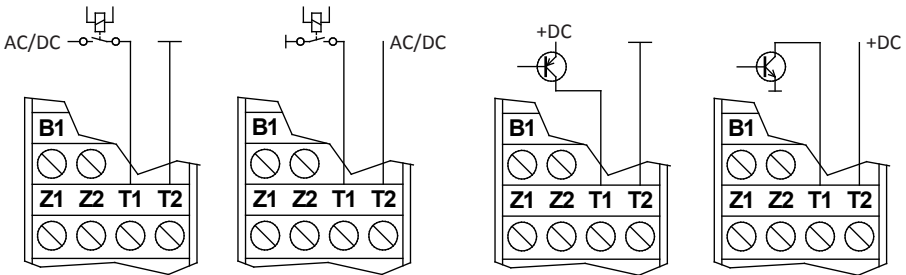 +DC
AC/DC
AC/DC
+DC
B1
B1
B1
B1
Z1 Z2 T1 T2
Z1 Z2 T1 T2
Z1 Z2 T1 T2
Z1 Z2 T1 T2